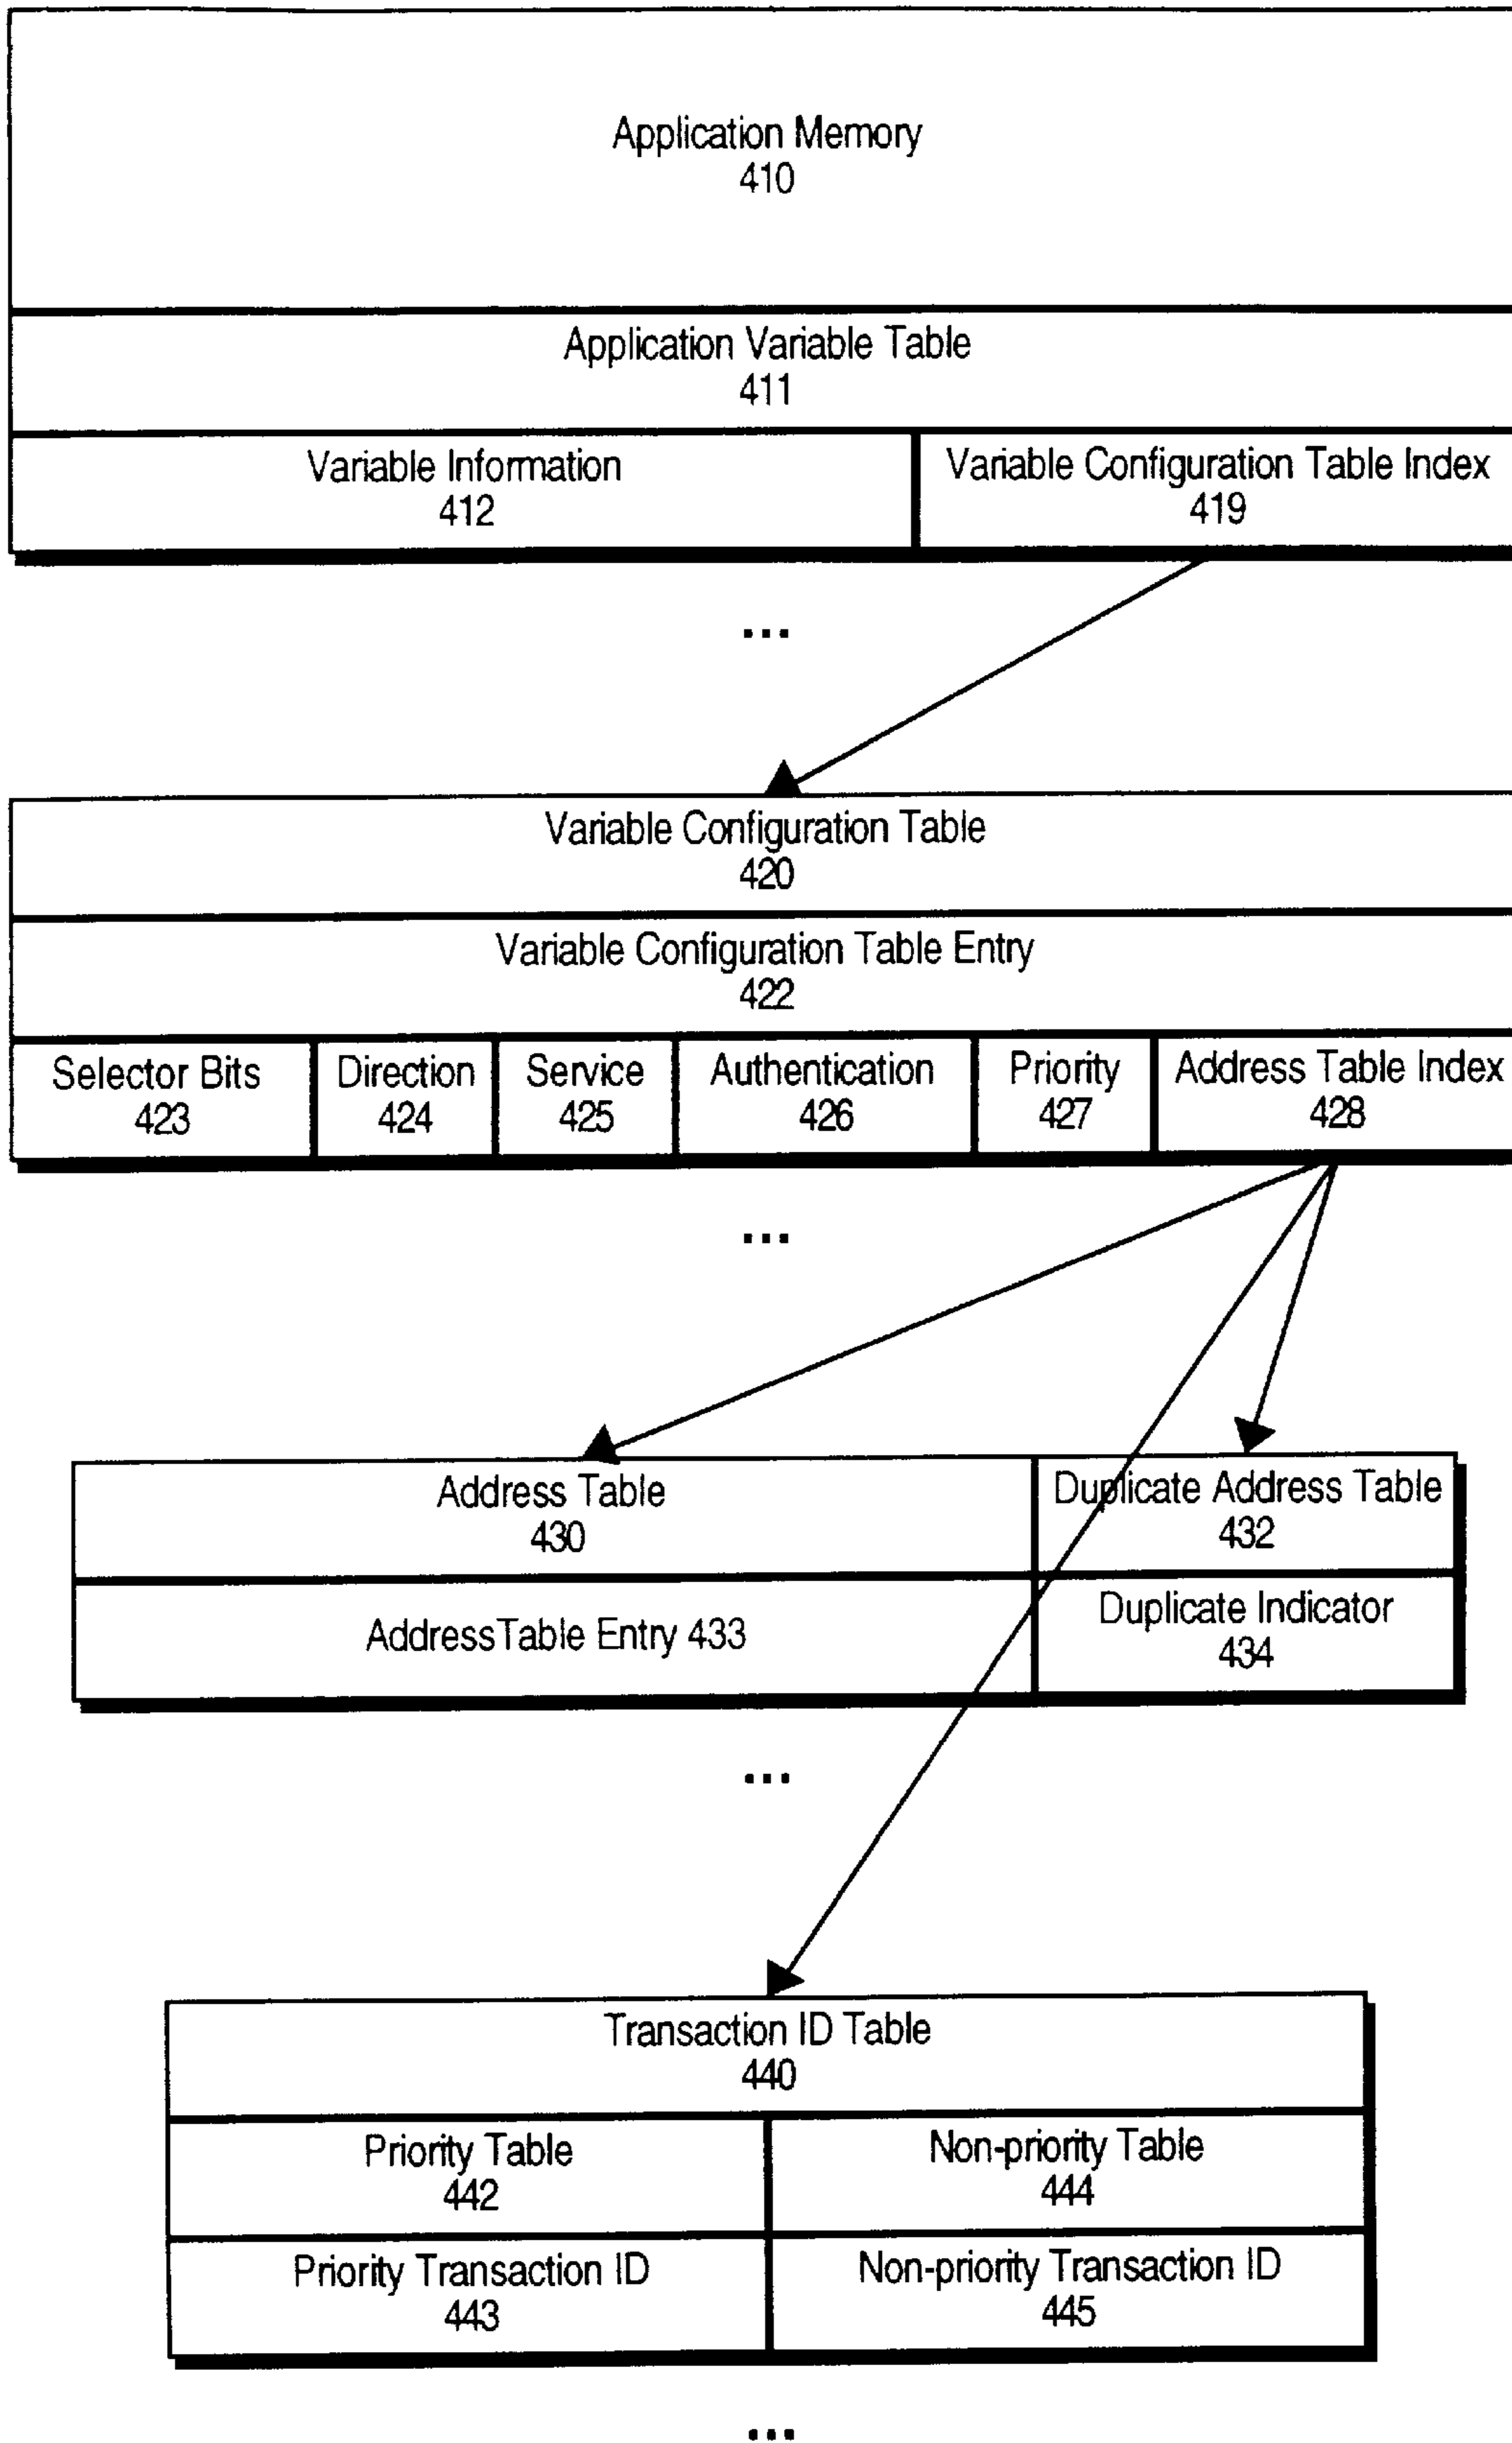 Application Memory
410
Application Variable Table
411
Variable Information
412
Variable Configuration Table Index
419
...
Variable Configuration Table
420
Variable Configuration Table Entry
422
Selector Bits
423
Direction
424
Service
425
Authentication
426
Priority
427
Address Table Index
428
...
Address Table
430
Duplicate Address Table
432
AddressTable Entry 433
Duplicate Indicator
434
...
Transaction ID Table
440
Priority Table
442
Non-priority Table
444
Priority Transaction ID
443
Non-priority Transaction ID
445
...